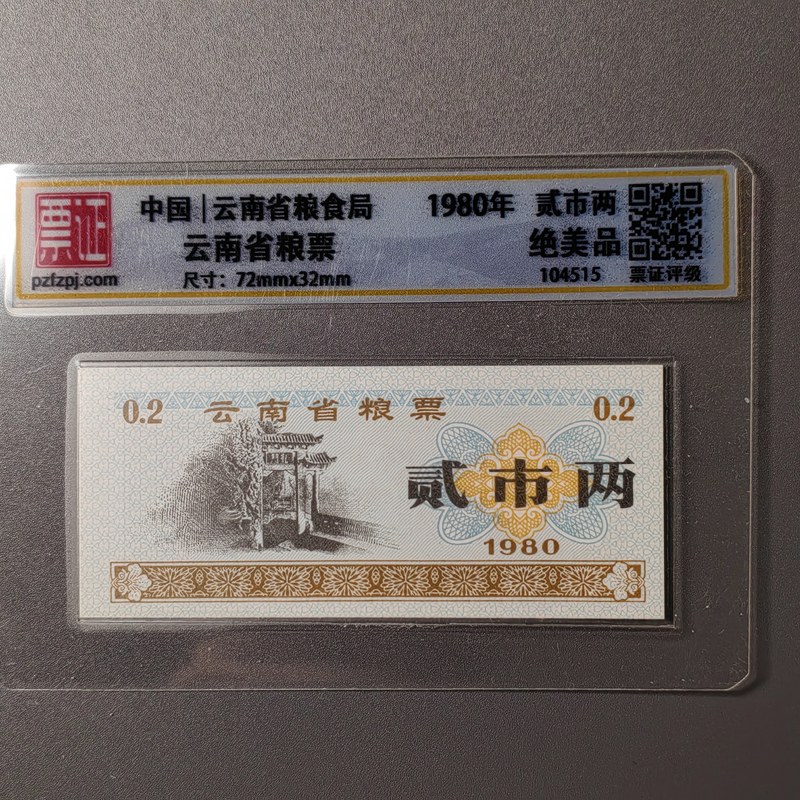 票证
pzfzpj.com
中国|云南省粮食局
云南省粮票
尺寸：72mmx32mm
1980年 贰市两
绝美品
104515 票证评级
0.2 云南省粮票 0.2
贰市两
1980